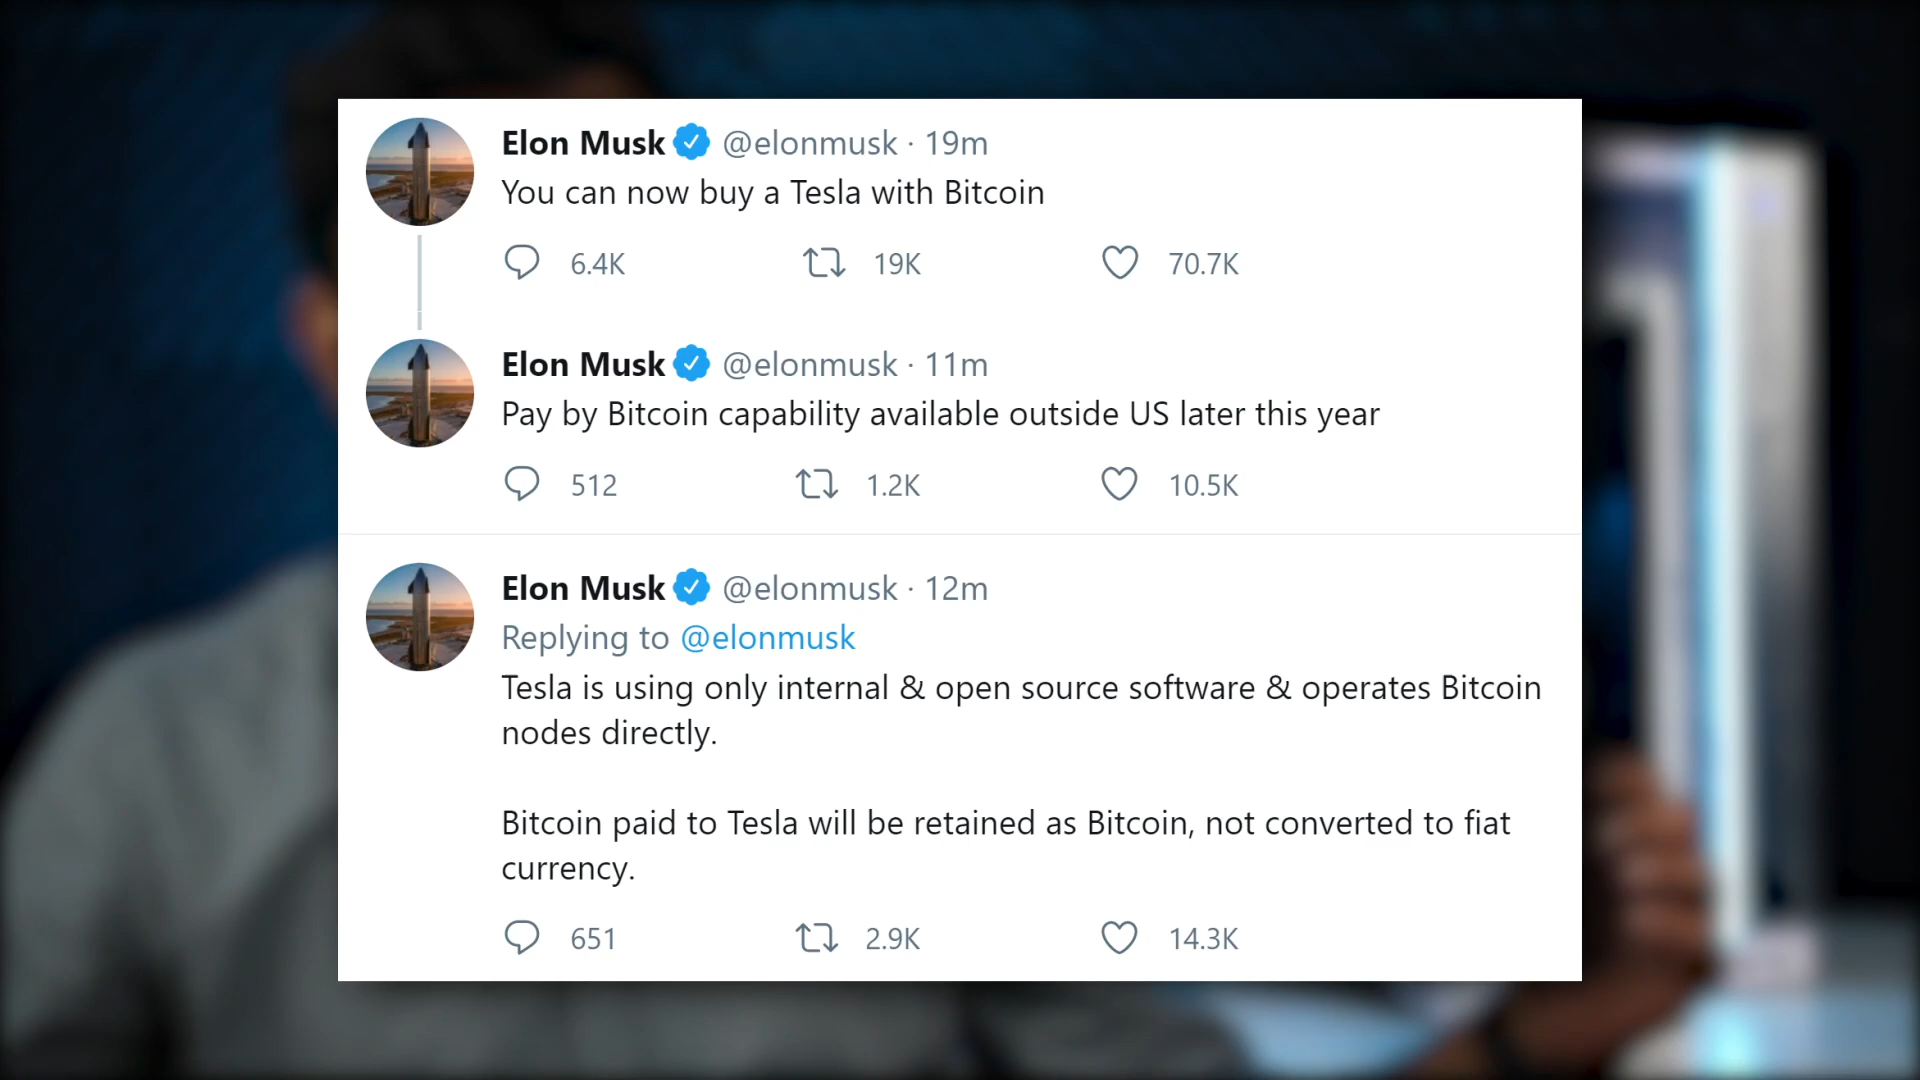 Elon Musk @elonmusk · 19m
You can now buy a Tesla with Bitcoin
6.4K 19K 70.7K
Elon Musk @elonmusk · 11m
Pay by Bitcoin capability available outside US later this year
512 1.2K 10.5K
Elon Musk @elonmusk · 12m
Replying to @elonmusk
Tesla is using only internal & open source software & operates Bitcoin
nodes directly.
Bitcoin paid to Tesla will be retained as Bitcoin, not converted to fiat
currency.
651 2.9K 14.3K